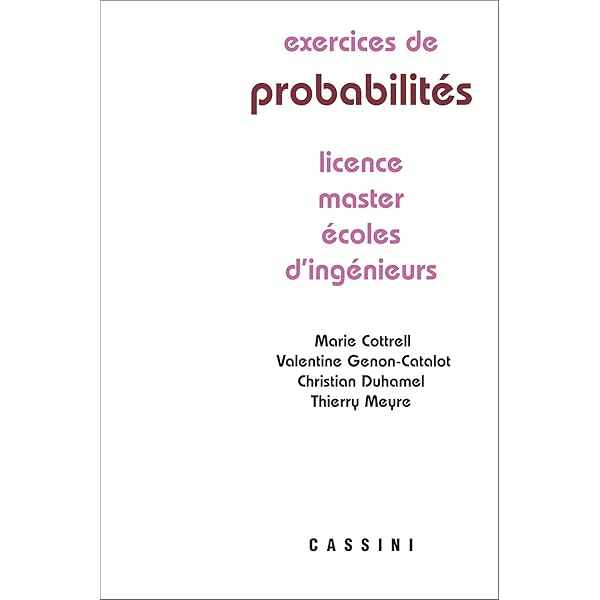 exercices de
probabilités
licence
master
écoles
d'ingénieurs
Marie Cottrell
Valentine Genon-Catalot
Christian Duhamel
Thierry Meyre
CASSINI